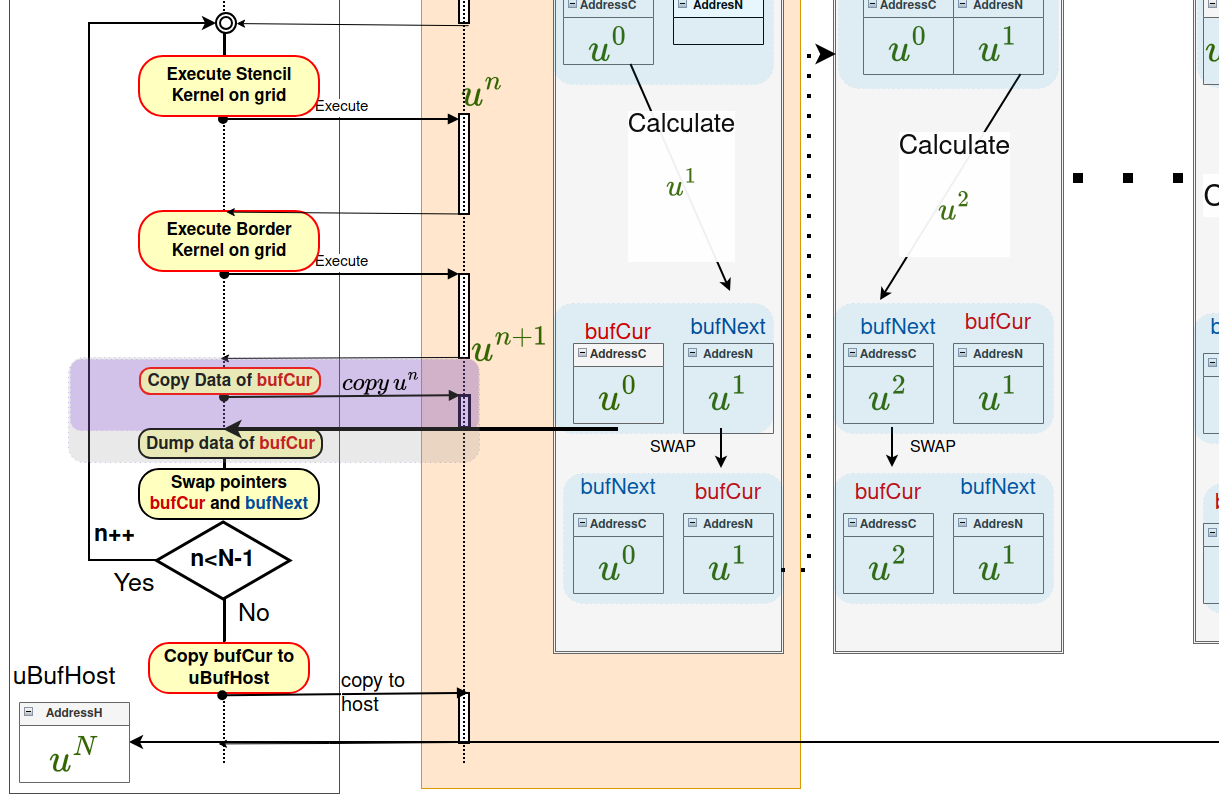 AddressC
AddresN
u^0
AddressC
AddresN
u^0
u^1
Execute Stencil
Kernel on grid
Execute
u^n
Calculate
u^1
Calculate
u^2
Execute Border
Kernel on grid
Execute
u^{n+1}
bufCur
bufNext
AddressC
AddresN
u^0
u^1
SWAP
bufNext
bufCur
AddressC
AddresN
u^0
u^1
bufNext
bufCur
AddressC
AddresN
u^2
u^1
SWAP
bufCur
bufNext
AddressC
AddresN
u^2
u^1
Copy Data of bufCur
copy u^n
Dump data of bufCur
Swap pointers
bufCur and bufNext
n++
n<N-1
Yes
No
Copy bufCur to
uBufHost
copy to
host
uBufHost
AddressH
u^N